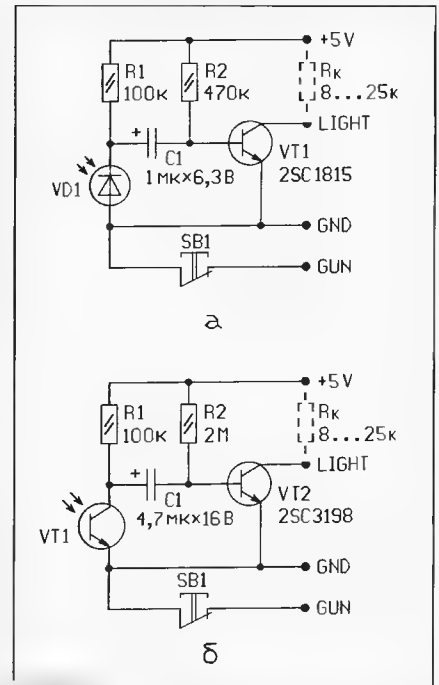 +5V
R1
100к
R2
470к
Rк
8...25к
LIGHT
+
C1
1мк×6,3В
VT1
2SC1815
VD1
GND
SB1
GUN
а
+5V
R1
100к
R2
2М
Rк
8...25к
LIGHT
+
C1
4,7мк×16В
VT2
2SC3198
VT1
GND
SB1
GUN
б